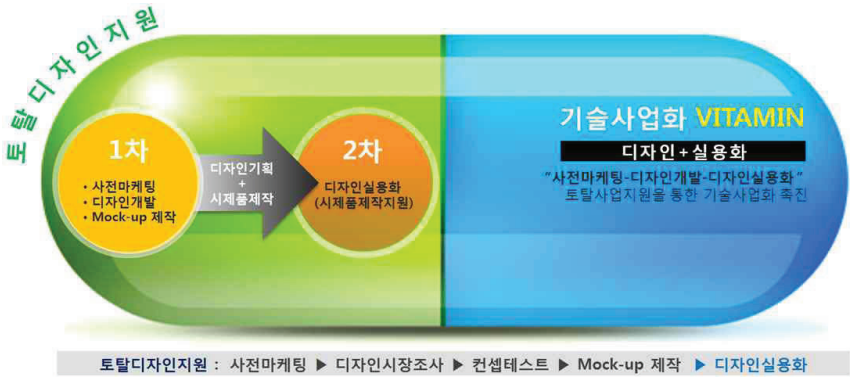 토탈디자인지원
1차
• 사전마케팅
• 디자인개발
• Mock-up 제작
디자인기획
+
시제품제작
2차
디자인실용화
(시제품제작지원)
기술사업화 VITAMIN
디자인+실용화
"사전마케팅-디자인개발-디자인실용화"
토탈사업지원을 통한 기술사업화 촉진
토탈디자인지원 : 사전마케팅 ▶ 디자인시장조사 ▶ 컨셉테스트 ▶ Mock-up 제작 ▶ 디자인실용화